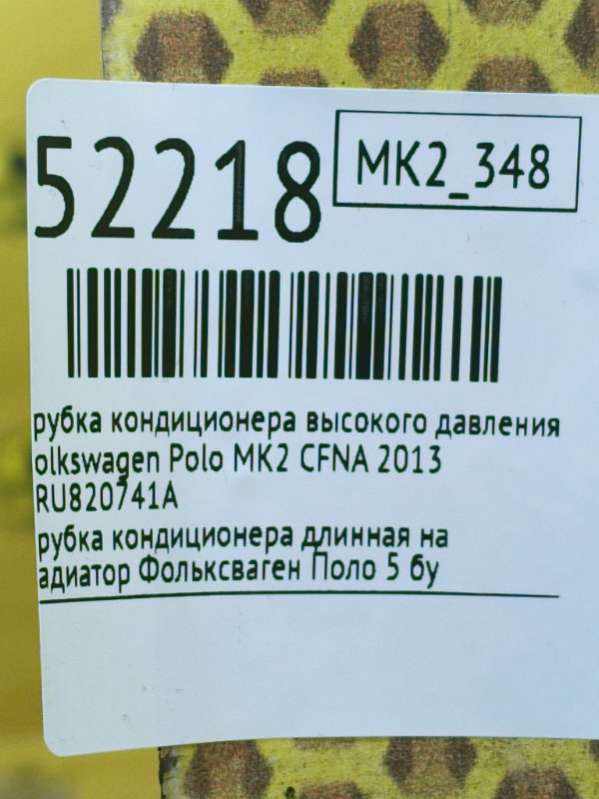 52218
MK2_348
рубка кондиционера высокого давления
olkswagen Polo MK2 CFNA 2013
RU820741A
рубка кондиционера длинная на
адиатор Фольксваген Поло 5 бу